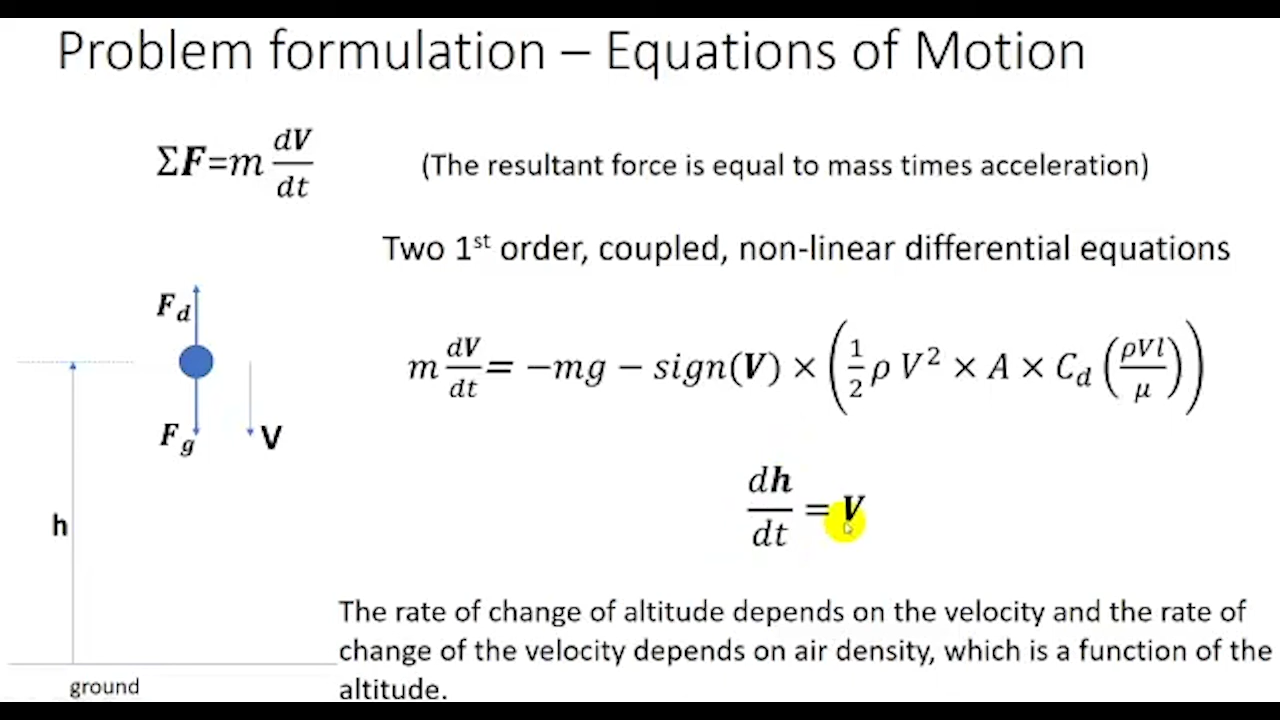 Problem formulation – Equations of Motion
ΣF=m dV/dt
(The resultant force is equal to mass times acceleration)
Two 1st order, coupled, non-linear differential equations
F_d
m dV/dt = −mg − sign(V) × (1/2 ρ V² × A × C_d (ρVl/μ))
F_g
V
dh/dt = V
h
The rate of change of altitude depends on the velocity and the rate of
change of the velocity depends on air density, which is a function of the
altitude.
ground